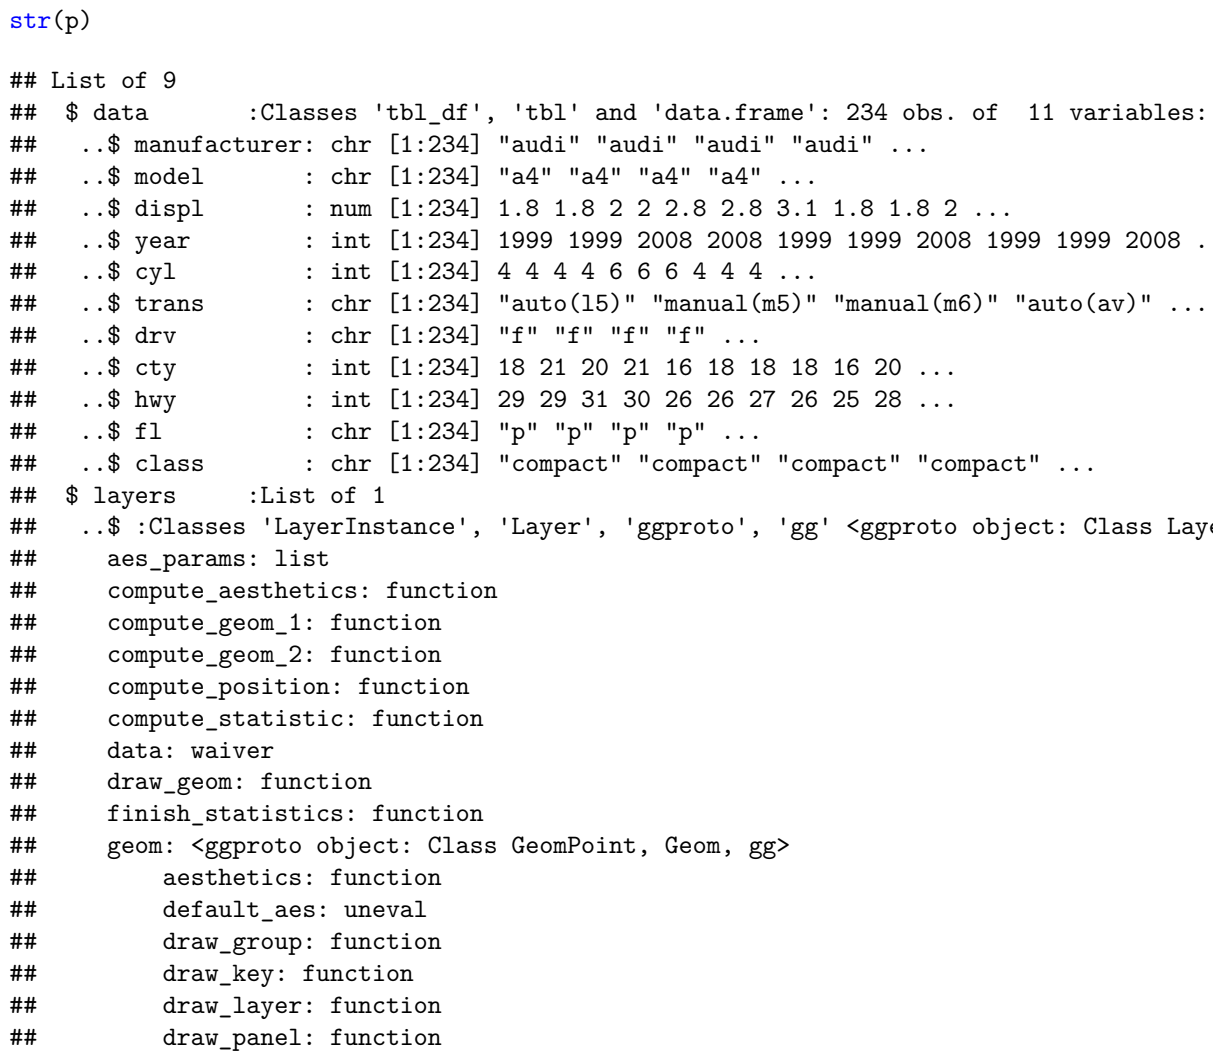 str(p)
## List of 9
##  $ data       :Classes 'tbl_df', 'tbl' and 'data.frame': 234 obs. of  11 variables:
##   ..$ manufacturer: chr [1:234] "audi" "audi" "audi" "audi" ...
##   ..$ model       : chr [1:234] "a4" "a4" "a4" "a4" ...
##   ..$ displ       : num [1:234] 1.8 1.8 2 2 2.8 2.8 3.1 1.8 1.8 2 ...
##   ..$ year        : int [1:234] 1999 1999 2008 2008 1999 1999 2008 1999 1999 2008 .
##   ..$ cyl         : int [1:234] 4 4 4 4 6 6 6 4 4 4 ...
##   ..$ trans       : chr [1:234] "auto(l5)" "manual(m5)" "manual(m6)" "auto(av)" ...
##   ..$ drv         : chr [1:234] "f" "f" "f" "f" ...
##   ..$ cty         : int [1:234] 18 21 20 21 16 18 18 18 16 20 ...
##   ..$ hwy         : int [1:234] 29 29 31 30 26 26 27 26 25 28 ...
##   ..$ fl          : chr [1:234] "p" "p" "p" "p" ...
##   ..$ class       : chr [1:234] "compact" "compact" "compact" "compact" ...
##  $ layers     :List of 1
##   ..$ :Classes 'LayerInstance', 'Layer', 'ggproto', 'gg' <ggproto object: Class Laye
##     aes_params: list
##     compute_aesthetics: function
##     compute_geom_1: function
##     compute_geom_2: function
##     compute_position: function
##     compute_statistic: function
##     data: waiver
##     draw_geom: function
##     finish_statistics: function
##     geom: <ggproto object: Class GeomPoint, Geom, gg>
##         aesthetics: function
##         default_aes: uneval
##         draw_group: function
##         draw_key: function
##         draw_layer: function
##         draw_panel: function